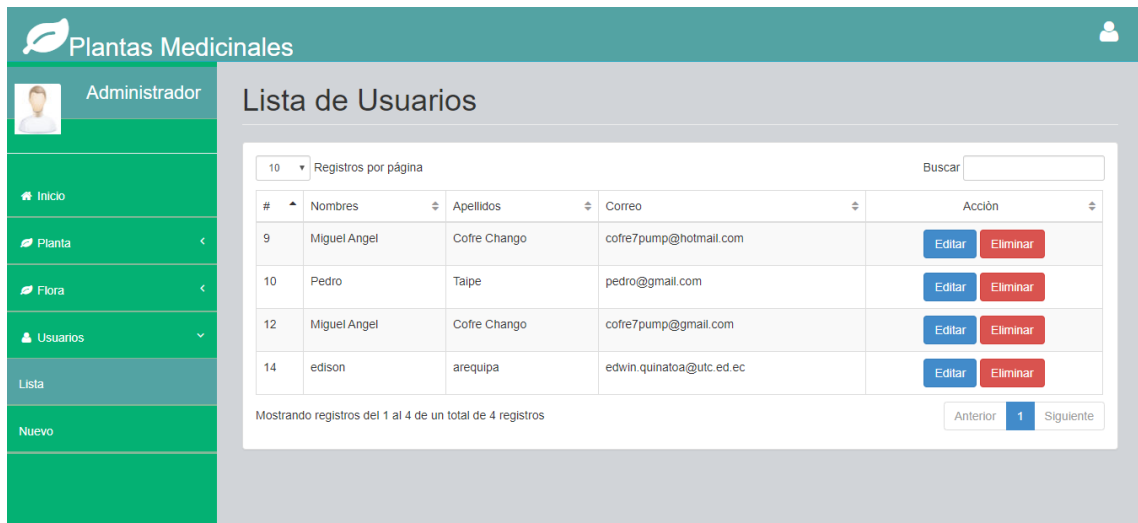 Plantas Medicinales
Administrador
Inicio
Planta
Flora
Usuarios
Lista
Nuevo
Lista de Usuarios
10 Registros por página Buscar
# Nombres Apellidos Correo Acciòn
9 Miguel Angel Cofre Chango cofre7pump@hotmail.com Editar Eliminar
10 Pedro Taipe pedro@gmail.com Editar Eliminar
12 Miguel Angel Cofre Chango cofre7pump@gmail.com Editar Eliminar
14 edison arequipa edwin.quinatoa@utc.ed.ec Editar Eliminar
Mostrando registros del 1 al 4 de un total de 4 registros Anterior 1 Siguiente